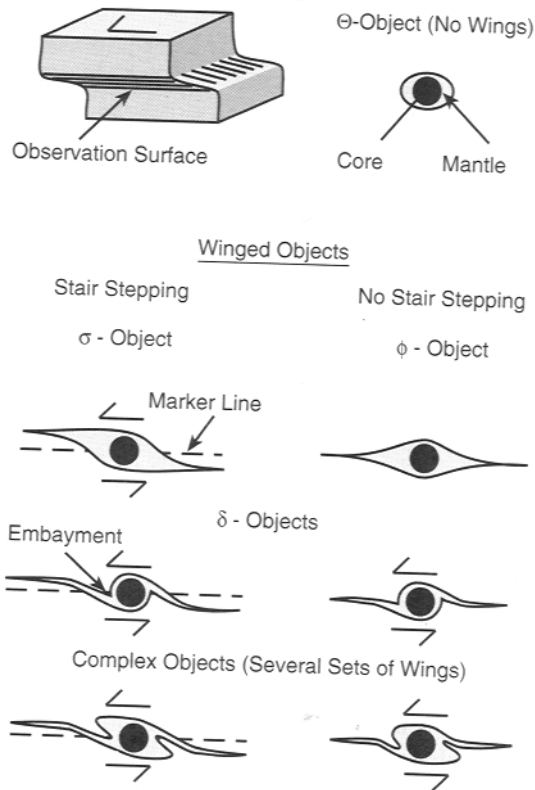 Θ-Object (No Wings)
Observation Surface
Core
Mantle
Winged Objects
Stair Stepping
No Stair Stepping
σ - Object
ϕ - Object
Marker Line
δ - Objects
Embayment
Complex Objects (Several Sets of Wings)